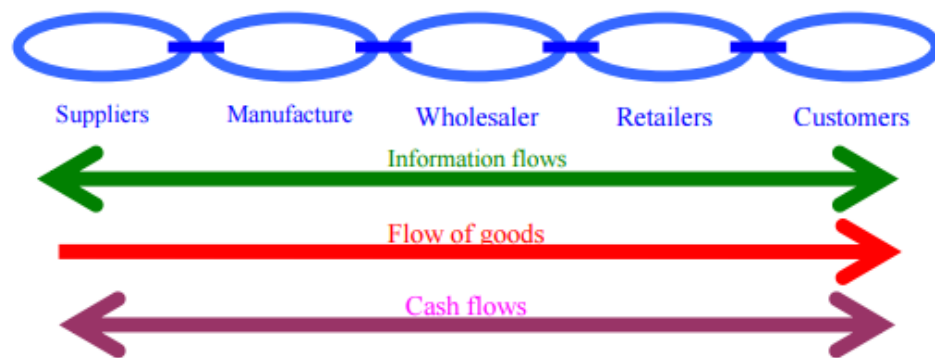 Suppliers Manufacture Wholesaler Retailers Customers
Information flows
Flow of goods
Cash flows